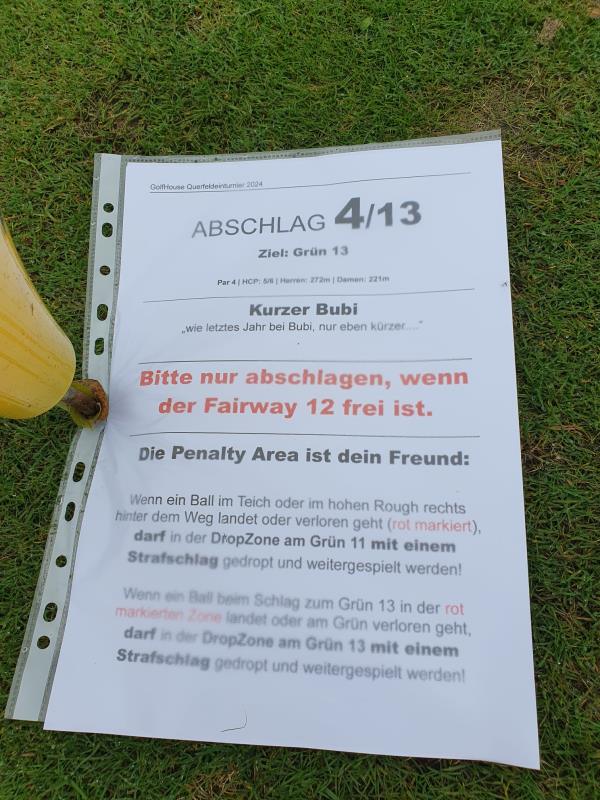 GolfHouse Querfeldeinturnier 2024
ABSCHLAG 4/13
Ziel: Grün 13
Par 4 | HCP: 5/6 | Herren: 272m | Damen: 221m
Kurzer Bubi
„wie letztes Jahr bei Bubi, nur eben kürzer....“
Bitte nur abschlagen, wenn
der Fairway 12 frei ist.
Die Penalty Area ist dein Freund:
Wenn ein Ball im Teich oder im hohen Rough rechts
hinter dem Weg landet oder verloren geht (rot markiert),
darf in der DropZone am Grün 11 mit einem
Strafschlag gedropt und weitergespielt werden!
Wenn ein Ball beim Schlag zum Grün 13 in der rot
markierten Zone landet oder am Grün verloren geht,
darf in der DropZone am Grün 13 mit einem
Strafschlag gedropt und weitergespielt werden!